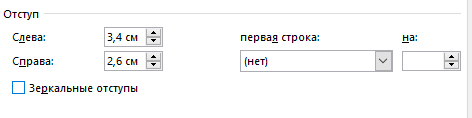 Отступ
Слева: 3,4 см первая строка: на:
Справа: 2,6 см (нет)
Зеркальные отступы